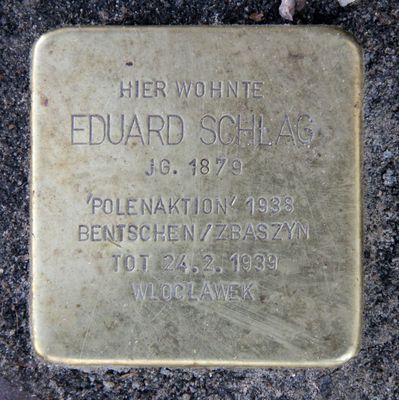 HIER WOHNTE
EDUARD SCHLAG
JG. 1879
'POLENAKTION' 1938
BENTSCHEN/ZBASZYN
TOT 24.2.1939
WLOCLAWEK